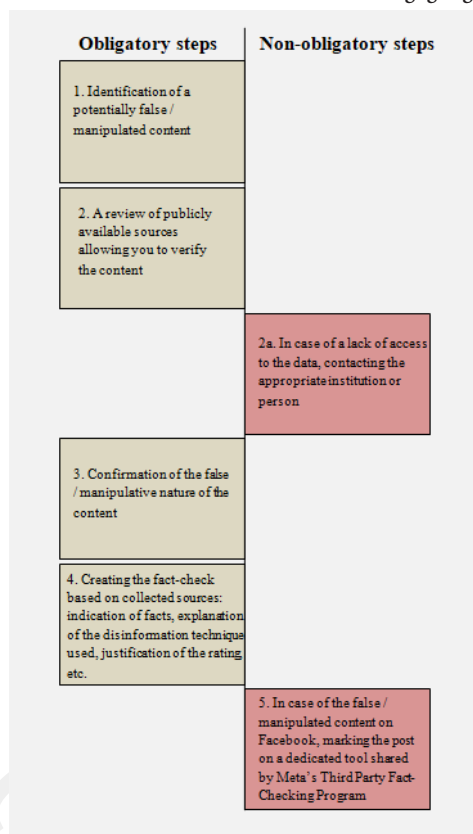 Obligatory steps
Non-obligatory steps
1. Identification of a
potentially false /
manipulated content
2. A review of publicly
available sources
allowing you to verify
the content
2a. In case of a lack of access
to the data, contacting the
appropriate institution or
person
3. Confirmation of the false
/ manipulative nature of the
content
4. Creating the fact-check
based on collected sources:
indication of facts, explanation
of the disinformation technique
used, justification of the rating,
etc.
5. In case of the false /
manipulated content on
Facebook, marking the post
on a dedicated tool shared
by Meta's Third Party Fact-
Checking Program